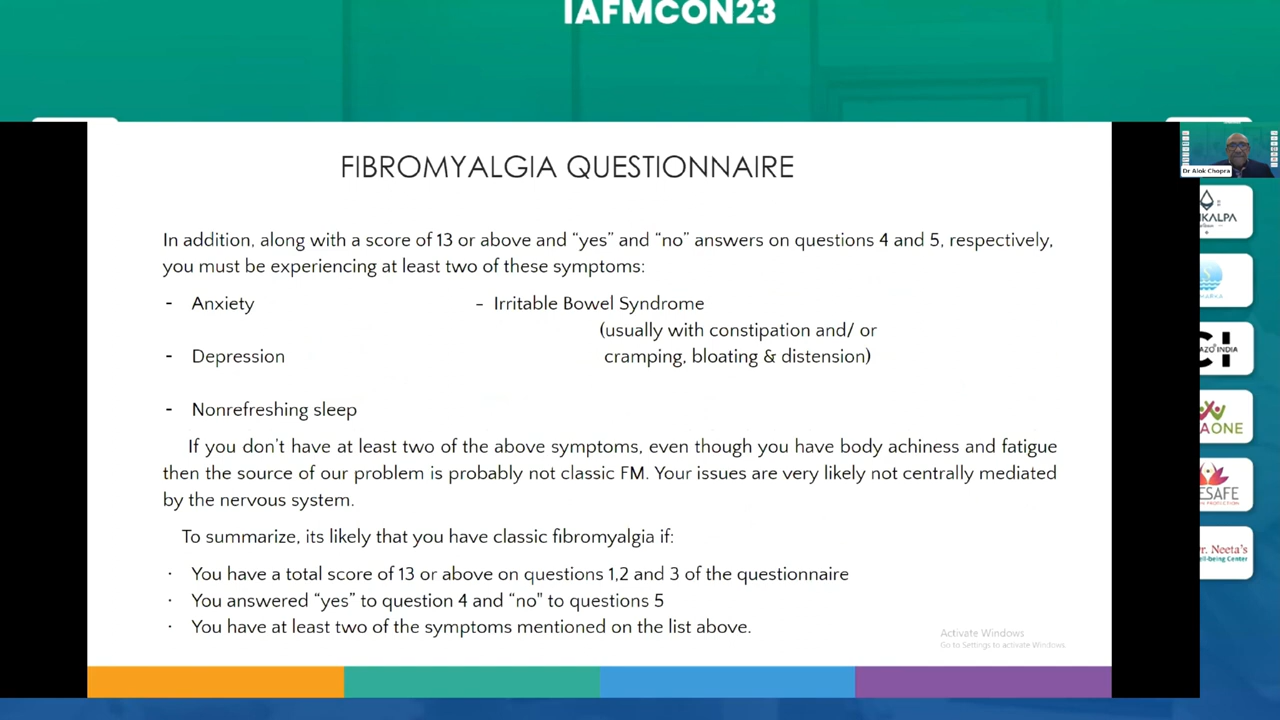 IAFMCON23
FIBROMYALGIA QUESTIONNAIRE
Dr Alok Chopra
In addition, along with a score of 13 or above and “yes” and “no” answers on questions 4 and 5, respectively,
you must be experiencing at least two of these symptoms:
- Anxiety
- Irritable Bowel Syndrome
(usually with constipation and/ or
cramping, bloating & distension)
- Depression
- Nonrefreshing sleep
If you don't have at least two of the above symptoms, even though you have body achiness and fatigue
then the source of our problem is probably not classic FM. Your issues are very likely not centrally mediated
by the nervous system.
To summarize, its likely that you have classic fibromyalgia if:
· You have a total score of 13 or above on questions 1,2 and 3 of the questionnaire
· You answered “yes” to question 4 and “no" to questions 5
· You have at least two of the symptoms mentioned on the list above.
Activate Windows
Go to Settings to activate Windows.
IKALPA
AZO INDIA
CI
AONE
ESAFE
r. Neeta's
ll-being Center